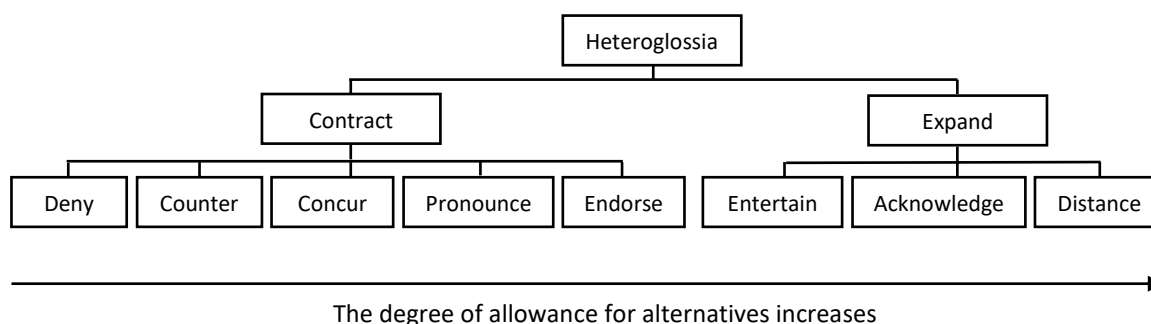 Heteroglossia
Contract
Expand
Deny
Counter
Concur
Pronounce
Endorse
Entertain
Acknowledge
Distance
The degree of allowance for alternatives increases